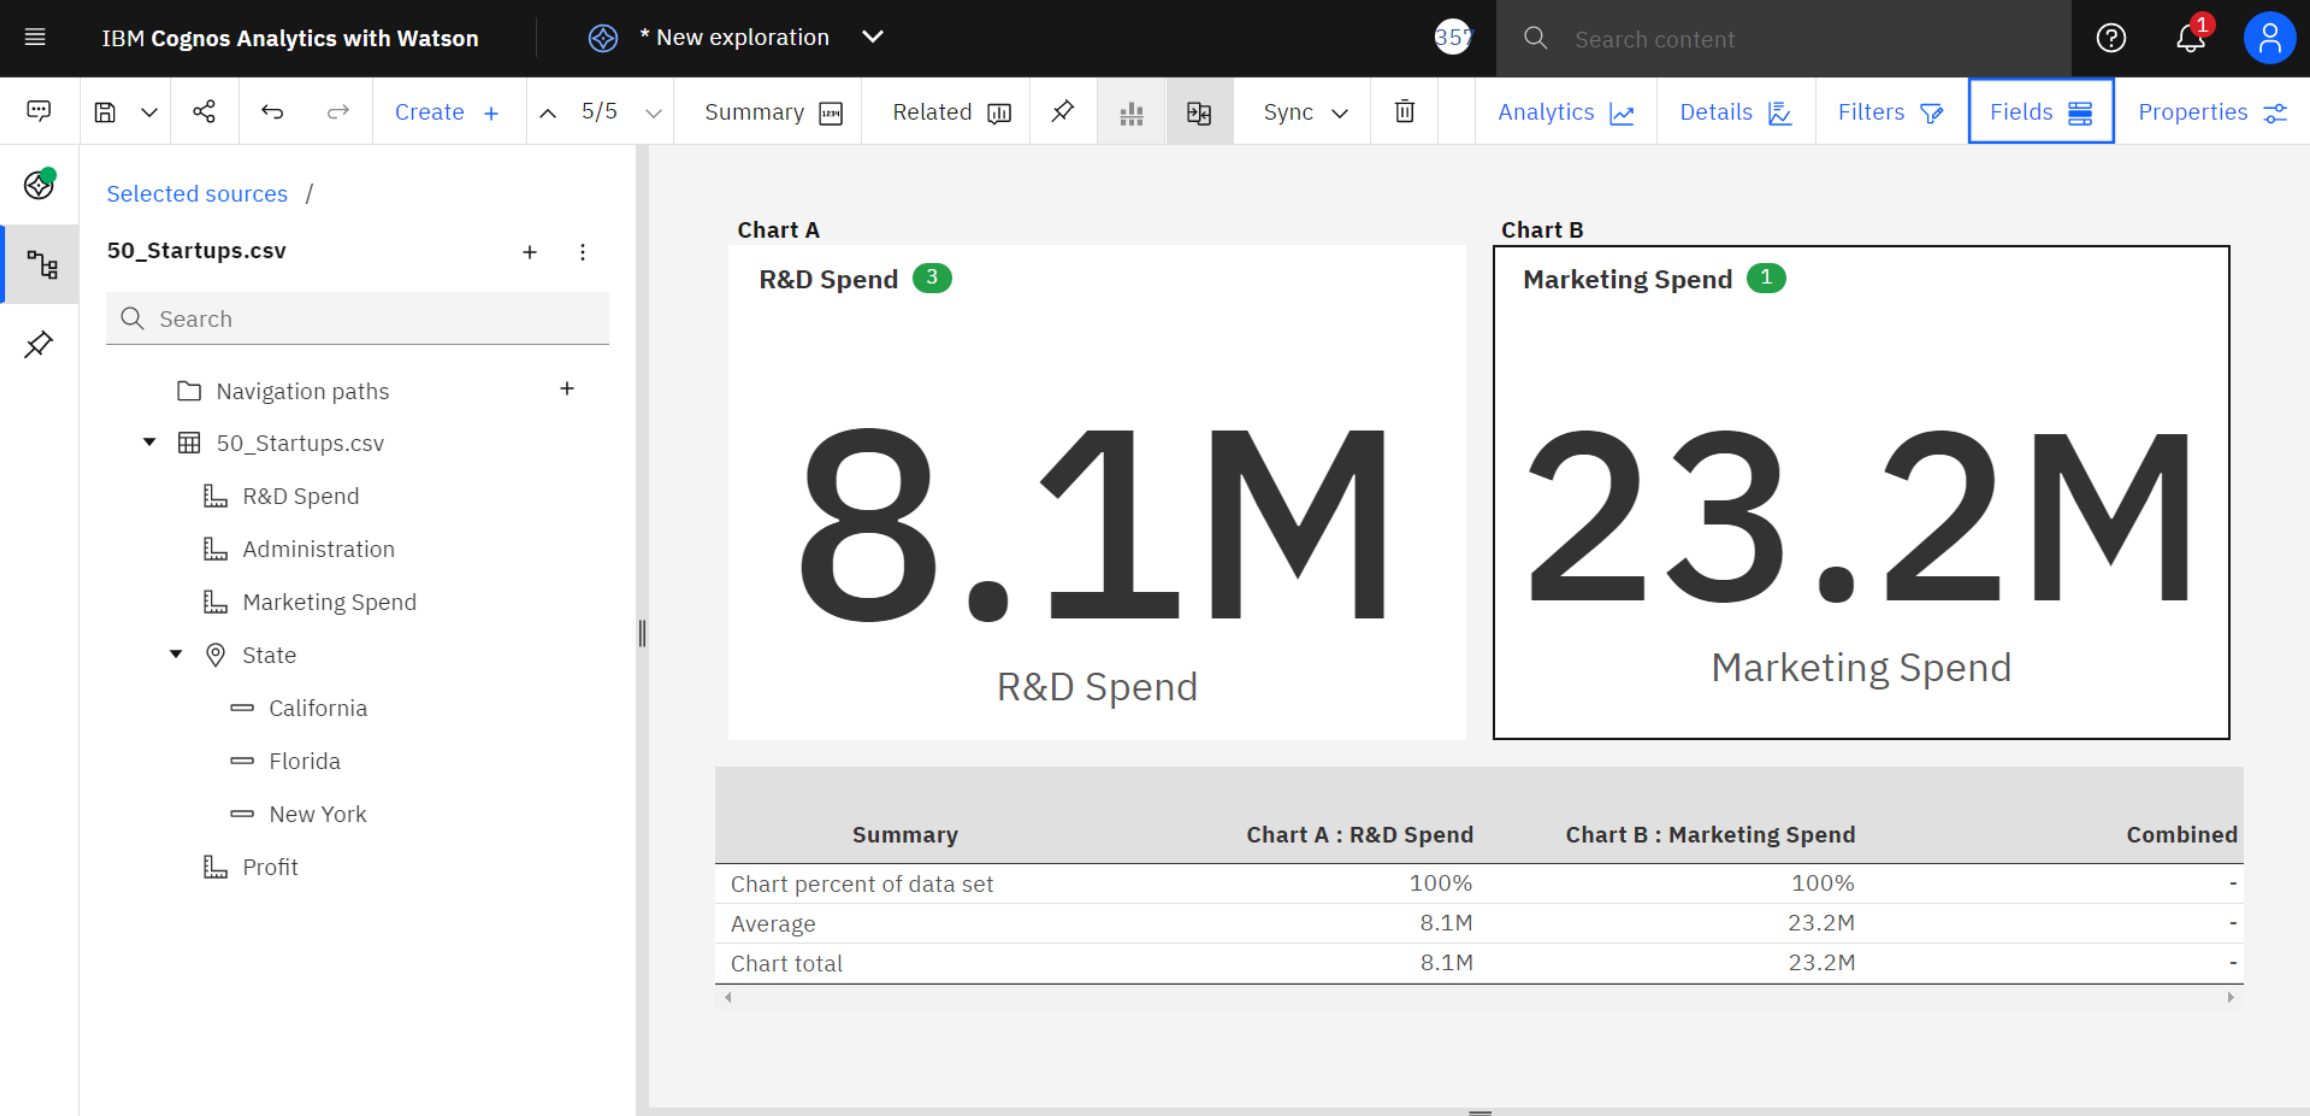 IBM Cognos Analytics with Watson
* New exploration
357
Search content
1
Create +
5/5
Summary
Related
Sync
Analytics
Details
Filters
Fields
Properties
Selected sources /
50_Startups.csv
Search
Navigation paths
50_Startups.csv
R&D Spend
Administration
Marketing Spend
State
California
Florida
New York
Profit
Chart A
R&D Spend 3
8.1M
R&D Spend
Chart B
Marketing Spend 1
23.2M
Marketing Spend
Summary Chart A : R&D Spend Chart B : Marketing Spend Combined
Chart percent of data set 100% 100% -
Average 8.1M 23.2M -
Chart total 8.1M 23.2M -